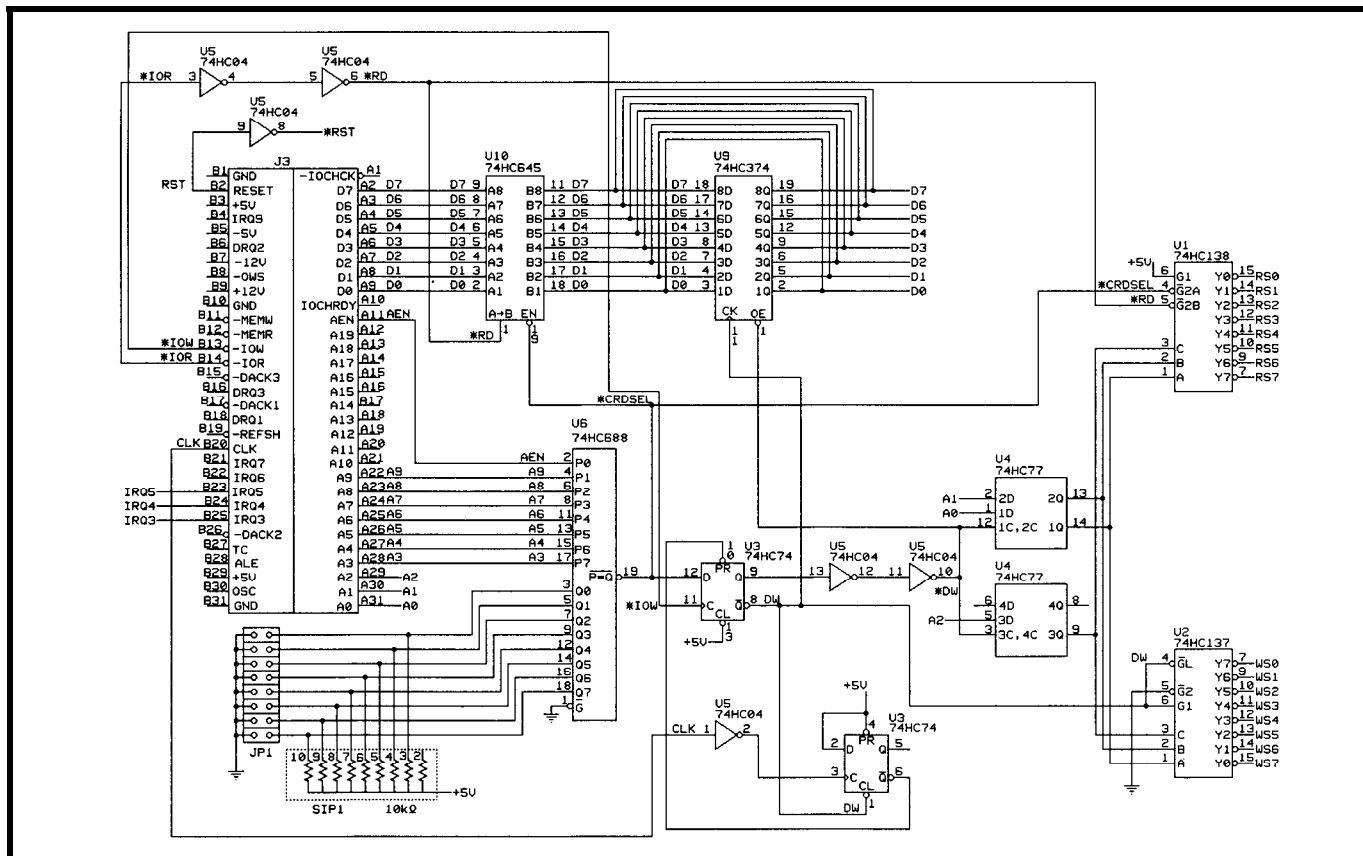 U5
74HC04
*IOR 3 4
U5
74HC04
5 6 *RD
U5
74HC04
9 8 *RST
RST
J3
B1 GND
B2 RESET
B3 +5V
B4 IRQ9
B5 -5V
B6 DRQ2
B7 -12V
B8 -OWS
B9 +12V
B10 GND
B11 -MEMW
B12 -MEMR
*IOW B13 -IOW
*IOR B14 -IOR
B15 -DACK3
B16 DRQ3
B17 -DACK1
B18 DRQ1
B19 -REFSH
CLK B20 CLK
B21 IRQ7
B22 IRQ6
IRQ5 B23 IRQ5
IRQ4 B24 IRQ4
IRQ3 B25 IRQ3
B26 -DACK2
B27 TC
B28 ALE
B29 +5V
B30 OSC
B31 GND
-IOCHCK A1
D7 A2 D7
D6 A3 D6
D5 A4 D5
D4 A5 D4
D3 A6 D3
D2 A7 D2
D1 A8 D1
D0 A9 D0
IOCHRDY A10
AEN A11 AEN
A19 A12
A18 A13
A17 A14
A16 A15
A15 A16
A14 A17
A13 A18
A12 A19
A11 A20
A10 A21
A9 A22 A9
A8 A23 A8
A7 A24 A7
A6 A25 A6
A5 A26 A5
A4 A27 A4
A3 A28 A3
A2 A29 A2
A1 A30 A1
A0 A31 A0
U10
74HC645
D7 9 A8 B8 11 D7
D6 8 A7 B7 12 D6
D5 7 A6 B6 13 D5
D4 6 A5 B5 14 D4
D3 5 A4 B4 15 D3
D2 4 A3 B3 16 D2
D1 3 A2 B2 17 D1
D0 2 A1 B1 18 D0
A→B EN
*RD 1 19
*CRDSEL
U9
74HC374
D7 18 8D 8Q 19 D7
D6 17 7D 7Q 16 D6
D5 14 6D 6Q 15 D5
D4 13 5D 5Q 12 D4
D3 8 4D 4Q 9 D3
D2 7 3D 3Q 6 D2
D1 4 2D 2Q 5 D1
D0 3 1D 1Q 2 D0
CK OE
11 1
U1
74HC138
+5V 6 G1 Y0 15 RS0
*CRDSEL 4 G2A Y1 14 RS1
*RD 5 G2B Y2 13 RS2
Y3 12 RS3
Y4 11 RS4
3 C Y5 10 RS5
2 B Y6 9 RS6
1 A Y7 7 RS7
U6
74HC688
AEN 2 P0
A9 4 P1
A8 6 P2
A7 8 P3
A6 11 P4
A5 13 P5
A4 15 P6
A3 17 P7
P=Q 19
3 Q0
5 Q1
7 Q2
9 Q3
12 Q4
14 Q5
16 Q6
18 Q7
1 G
U3
74HC74
10 PR
12 D Q 9
*IOW 11 C Q 8 DW
CL 13
+5V
U5
74HC04
13 12
U5
74HC04
11 10
*DW
U4
74HC77
A1 2 2D 2Q 13
A0 1 1D
12 1C,2C 1Q 14
U4
74HC77
6 4D 4Q 8
A2 5 3D
3 3C,4C 3Q 9
U2
74HC137
DW 4 GL Y7 7 WS0
Y6 9 WS1
5 G2 Y5 10 WS2
6 G1 Y4 11 WS3
Y3 12 WS4
3 C Y2 13 WS5
2 B Y1 14 WS6
1 A Y0 15 WS7
U5
74HC04
CLK 1 2
+5V
U3
74HC74
4 PR
2 D Q 5
3 C Q 6
CL
DW 1
JP1
10 9 8 7 6 5 4 3 2
+5V
SIP1 10kΩ